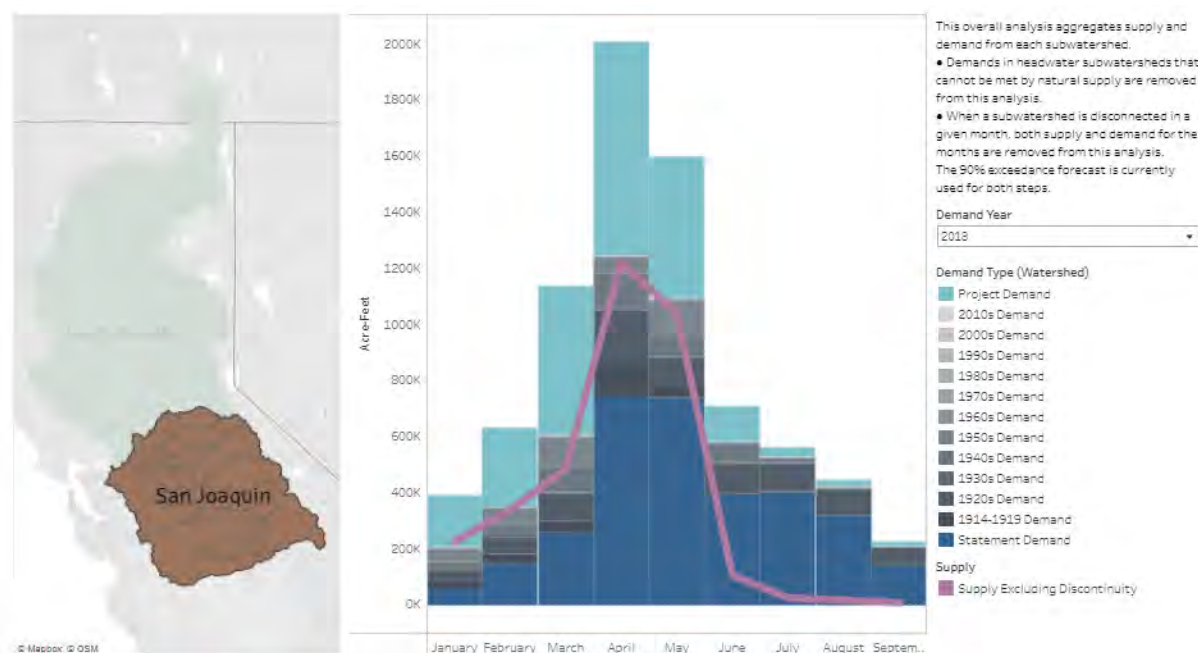 This overall analysis aggregates supply and
demand from each subwatershed.
● Demands in headwater subwatersheds that
cannot be met by natural supply are removed
from this analysis.
● When a subwatershed is disconnected in a
given month, both supply and demand for the
months are removed from this analysis.
The 90% exceedance forecast is currently
used for both steps.
Demand Year
2018
Demand Type (Watershed)
Project Demand
2010s Demand
2000s Demand
1990s Demand
1980s Demand
1970s Demand
1960s Demand
1950s Demand
1940s Demand
1930s Demand
1920s Demand
1914-1919 Demand
Statement Demand
Supply
Supply Excluding Discontinuity
Acre-Feet
2000K
1800K
1600K
1400K
1200K
1000K
800K
600K
400K
200K
0K
January February March April May June July August Septem..
San Joaquin
© Mapbox © OSM